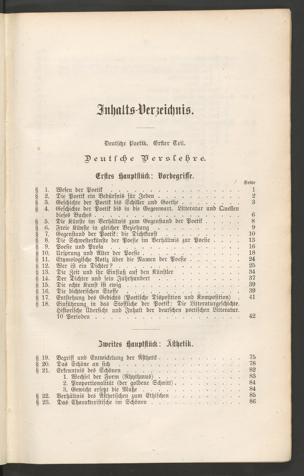 Inhalts-Verzeichnis.
Deutsche Poetik. Erster Teil.
Deutsche Verslehre.
Erstes Hauptstück: Vorbegriffe.
Seite
§ 1. Wesen der Poetik 1
§ 2. Die Poetik ein Bedürfnis für Jeden 2
§ 3. Geschichte der Poetik bis Schiller und Goethe 3
§ 4. Geschichte der Poetik bis in die Gegenwart. Litteratur und Quellen
dieses Buches 6
§ 5. Die Künste im Verhältnis zum Gegenstand der Poetik 8
§ 6. Freie Künste in gleicher Beziehung 9
§ 7. Gegenstand der Poetik: die Dichtkunst 10
§ 8. Die Schwesterkünste der Poesie im Verhältnis zur Poesie 13
§ 9. Poesie und Prosa 16
§ 10. Ursprung und Alter der Poesie 18
§ 11. Etymologische Notiz über die Namen der Poesie 24
§ 12. Wer ist ein Dichter? 25
§ 13. Die Zeit und ihr Einfluß auf den Künstler 34
§ 14. Der Dichter und sein Jahrhundert 37
§ 15. Die echte Kunst ist ewig 39
§ 16. Die dichterischen Stoffe 39
§ 17. Entstehung des Gedichts (Poetische Disposition und Komposition) 41
§ 18. Einführung in das Stoffliche der Poetik: Die Litteraturgeschichte.
Historische Übersicht und Inhalt der deutschen poetischen Litteratur.
10 Perioden 42
Zweites Hauptstück: Ästhetik.
§ 19. Begriff und Entwickelung der Ästhetik 75
§ 20. Das Schöne an sich 78
§ 21. Erkenntnis des Schönen 82
1. Wechsel der Form (Rhythmus) 83
2. Proportionalität (der goldene Schnitt) 84
3. Gewicht ersetzt die Maße 84
§ 22. Verhältnis des Ästhetischen zum Ethischen 85
§ 23. Das Charakteristische im Schönen 86